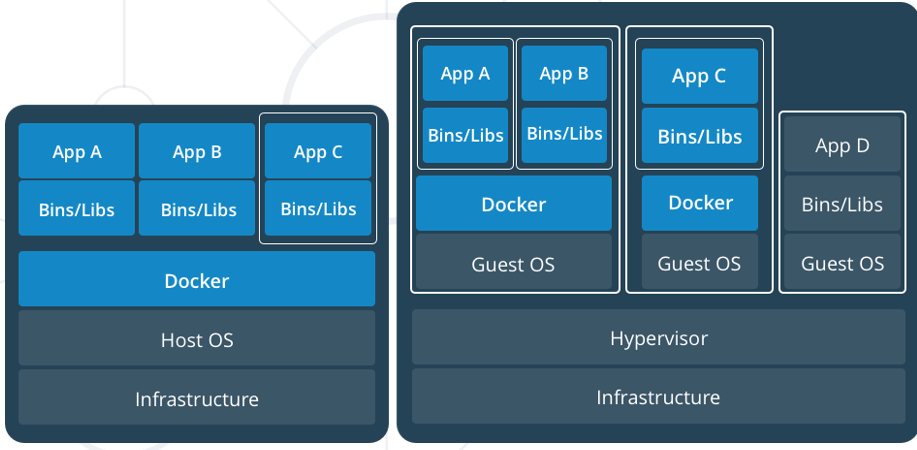 App A
App B
App C
Bins/Libs
Bins/Libs
Bins/Libs
Docker
Host OS
Infrastructure
App A
App B
Bins/Libs
Bins/Libs
Docker
Guest OS
App C
Bins/Libs
Docker
Guest OS
App D
Bins/Libs
Guest OS
Hypervisor
Infrastructure